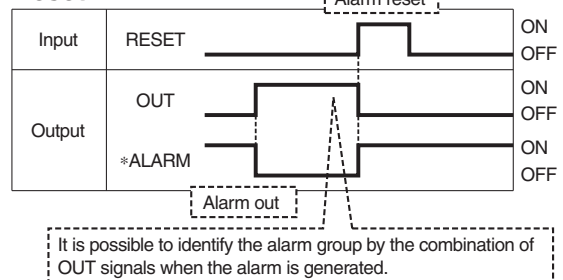 Alarm reset
Input RESET ON
OFF
Output OUT ON
OFF
*ALARM ON
OFF
Alarm out
It is possible to identify the alarm group by the combination of
OUT signals when the alarm is generated.